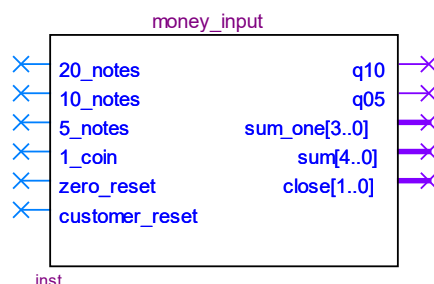 money_input
20_notes q10
10_notes q05
5_notes sum_one[3..0]
1_coin sum[4..0]
zero_reset close[1..0]
customer_reset
inst